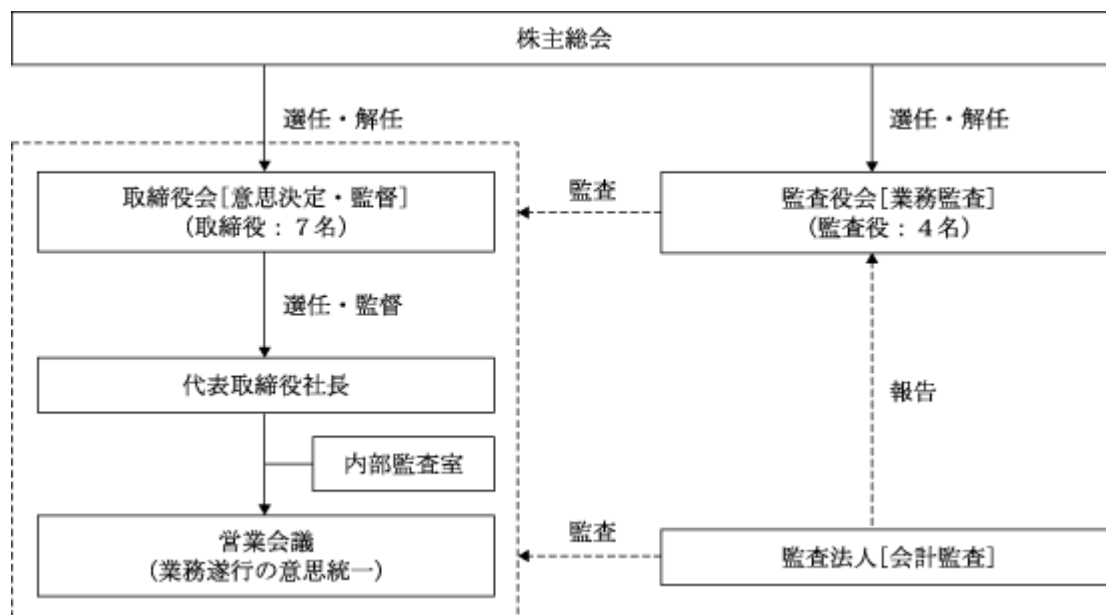 株主総会
選任・解任
選任・解任
取締役会[意思決定・監督]
(取締役：７名)
監査
監査役会[業務監査]
(監査役：４名)
選任・監督
代表取締役社長
報告
内部監査室
営業会議
(業務遂行の意思統一)
監査
監査法人[会計監査]